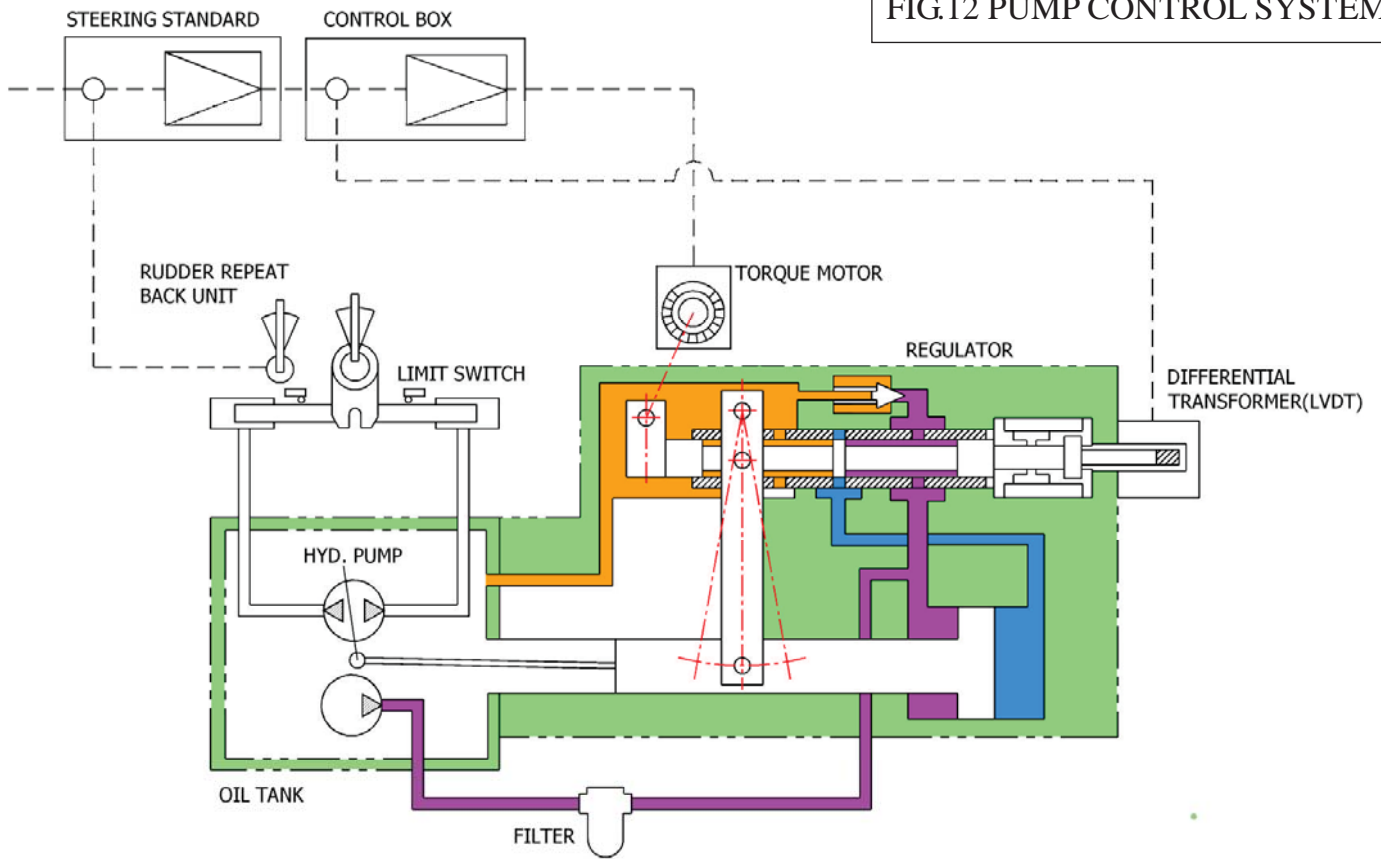 STEERING STANDARD
CONTROL BOX
FIG.12 PUMP CONTROL SYSTEM
RUDDER REPEAT
BACK UNIT
TORQUE MOTOR
LIMIT SWITCH
REGULATOR
DIFFERENTIAL
TRANSFORMER(LVDT)
HYD. PUMP
OIL TANK
FILTER